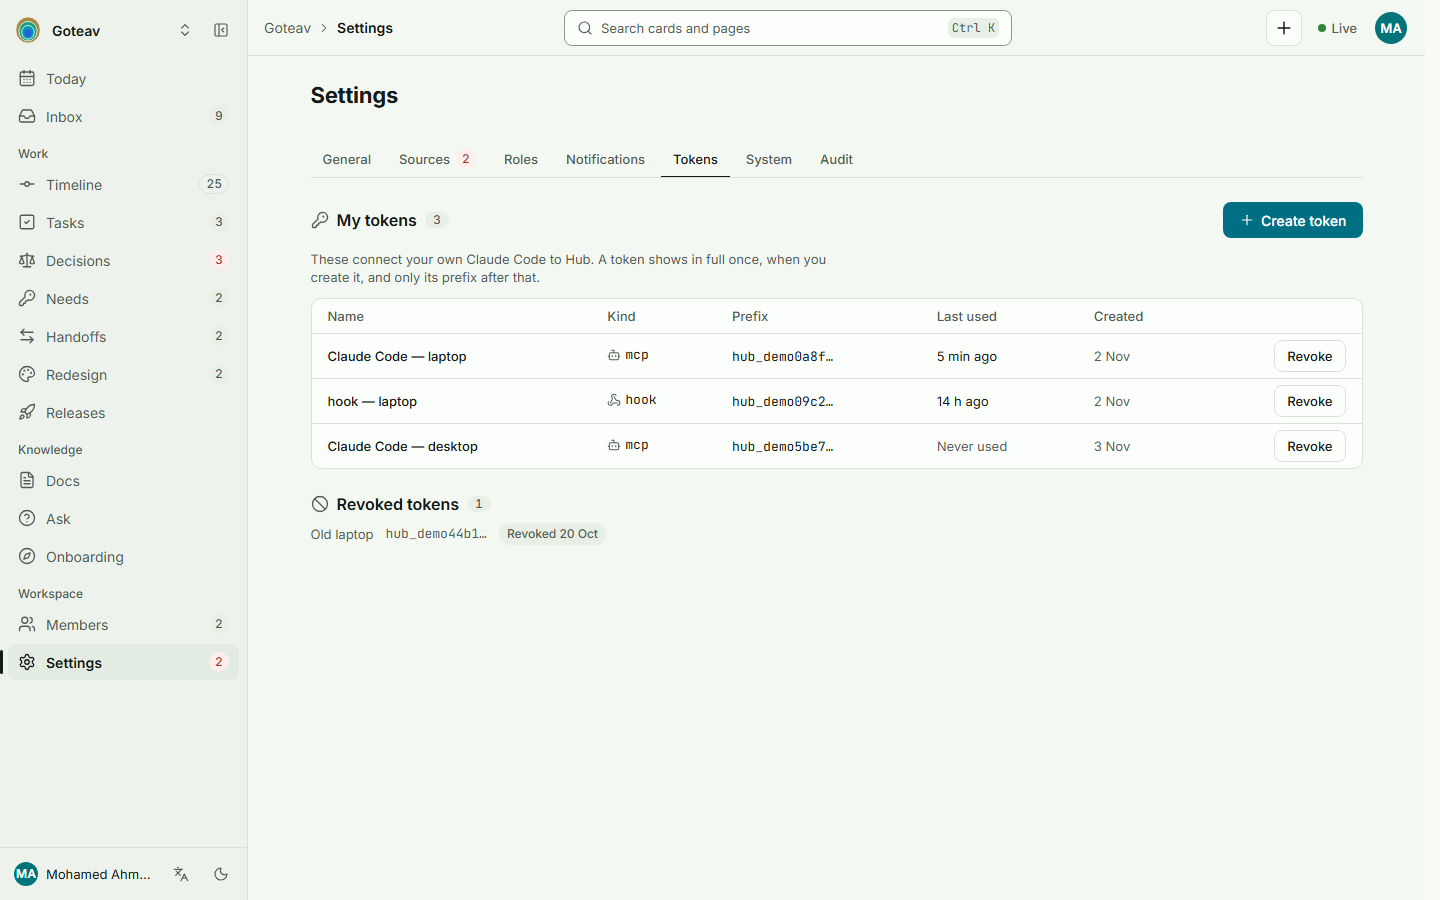 Goteav
Today
Inbox 9
Work
Timeline 25
Tasks 3
Decisions 3
Needs 2
Handoffs 2
Redesign 2
Releases
Knowledge
Docs
Ask
Onboarding
Workspace
Members 2
Settings 2
MA Mohamed Ahm...
Goteav > Settings
Search cards and pages Ctrl K
Live MA
Settings
General Sources 2 Roles Notifications Tokens System Audit
My tokens 3
Create token
These connect your own Claude Code to Hub. A token shows in full once, when you
create it, and only its prefix after that.
Name Kind Prefix Last used Created
Claude Code — laptop mcp hub_demo0a8f… 5 min ago 2 Nov Revoke
hook — laptop hook hub_demo09c2… 14 h ago 2 Nov Revoke
Claude Code — desktop mcp hub_demo5be7… Never used 3 Nov Revoke
Revoked tokens 1
Old laptop hub_demo44b1… Revoked 20 Oct